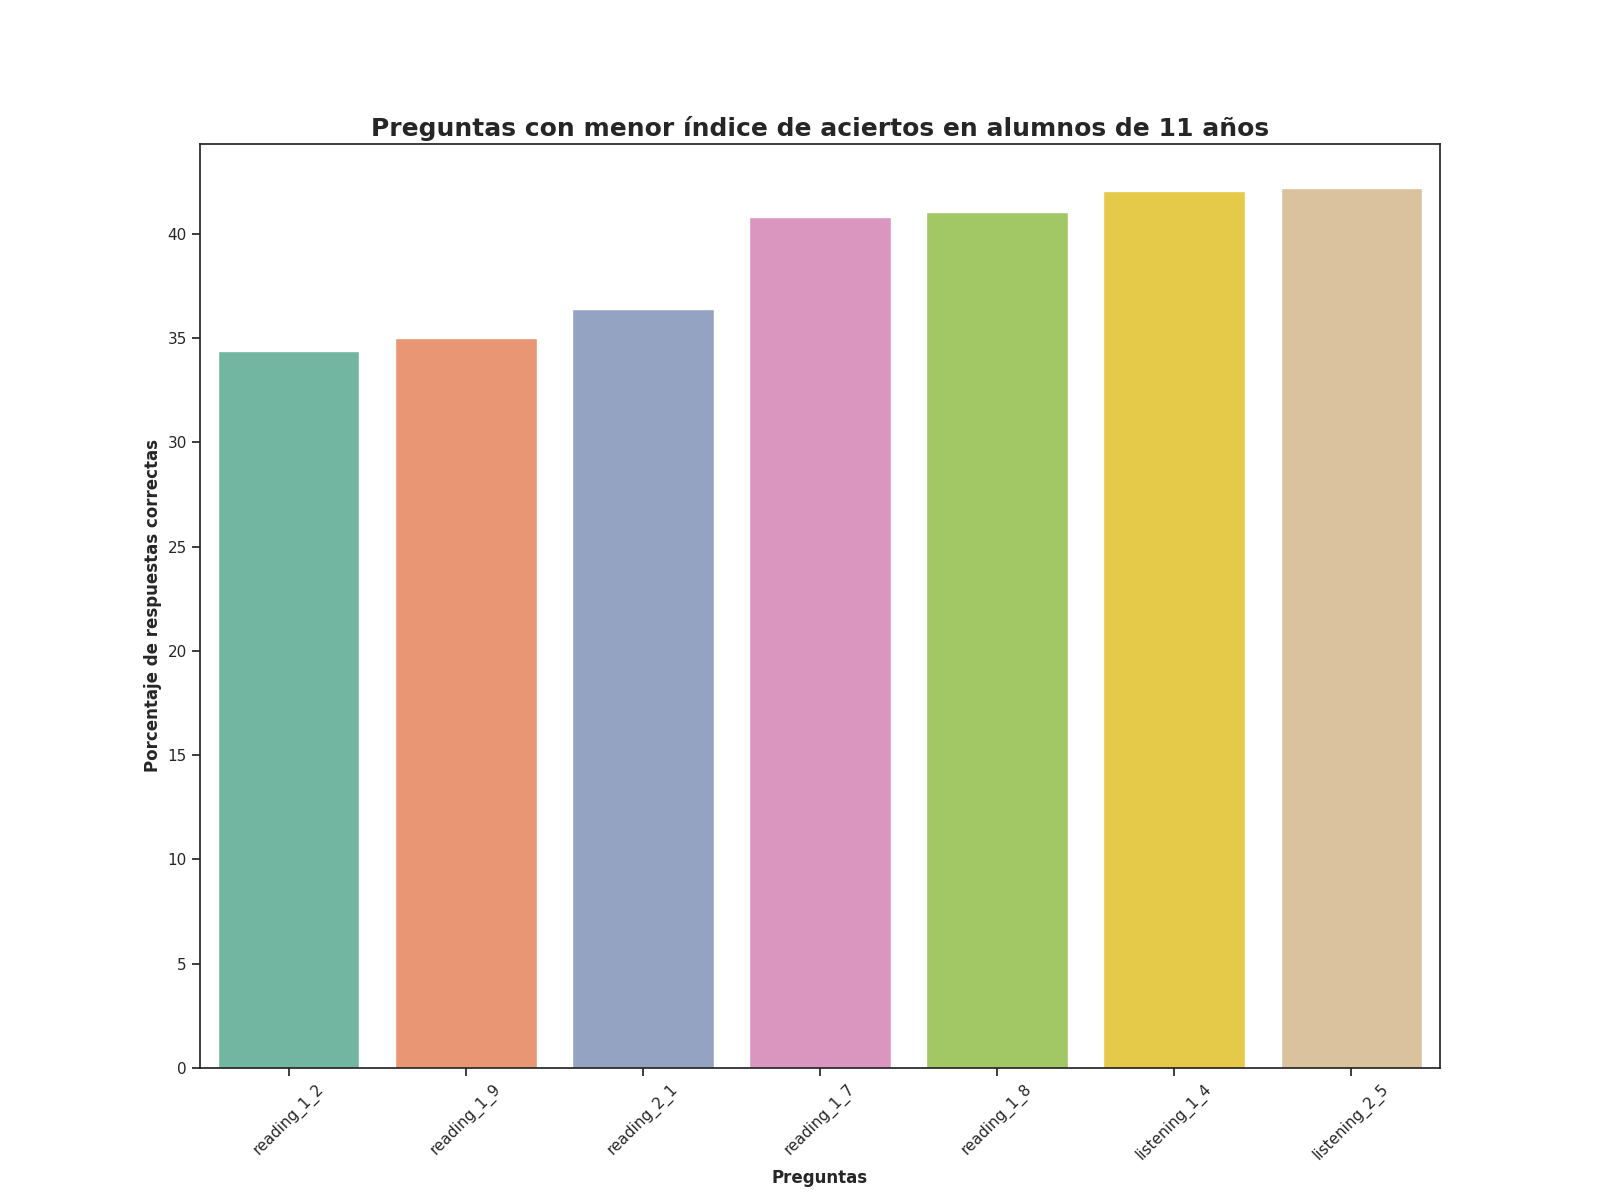 Preguntas con menor índice de aciertos en alumnos de 11 años
Porcentaje de respuestas correctas
40
35
30
25
20
15
10
5
0
reading_1_2
reading_1_9
reading_2_1
reading_1_7
reading_1_8
listening_1_4
listening_2_5
Preguntas